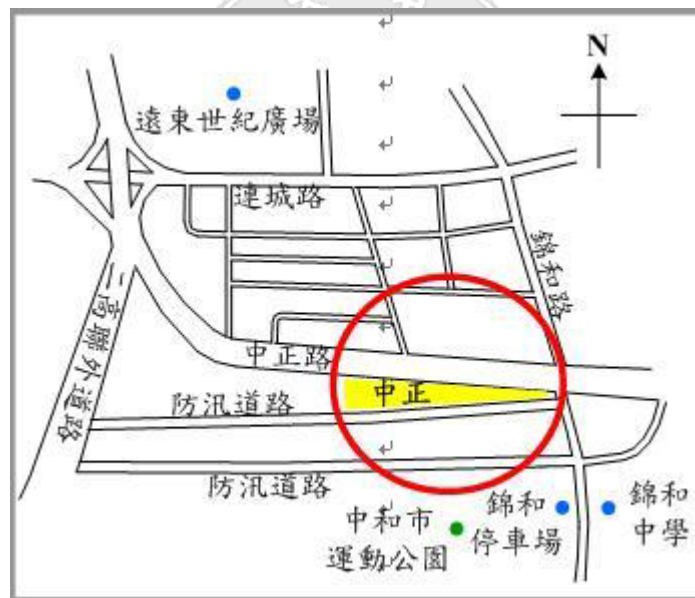 N
遠東世紀廣場
連城路
錦和路
二高聯外道路
中正路
中正
防汛道路
防汛道路
中和市
運動公園
錦和
停車場
錦和
中學